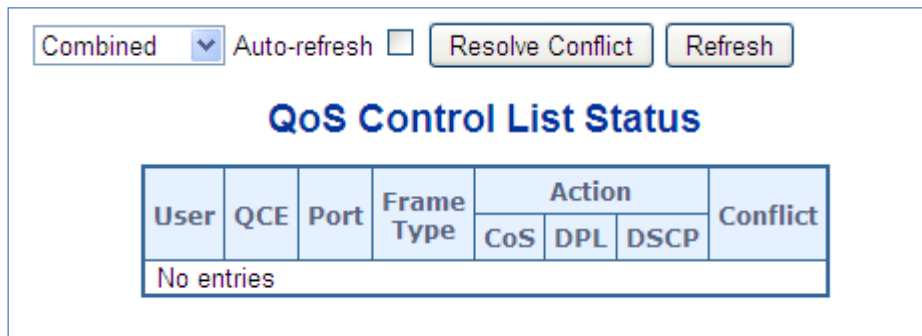 Combined Auto-refresh Resolve Conflict Refresh
QoS Control List Status
User QCE Port Frame Type Action Conflict
CoS DPL DSCP
No entries